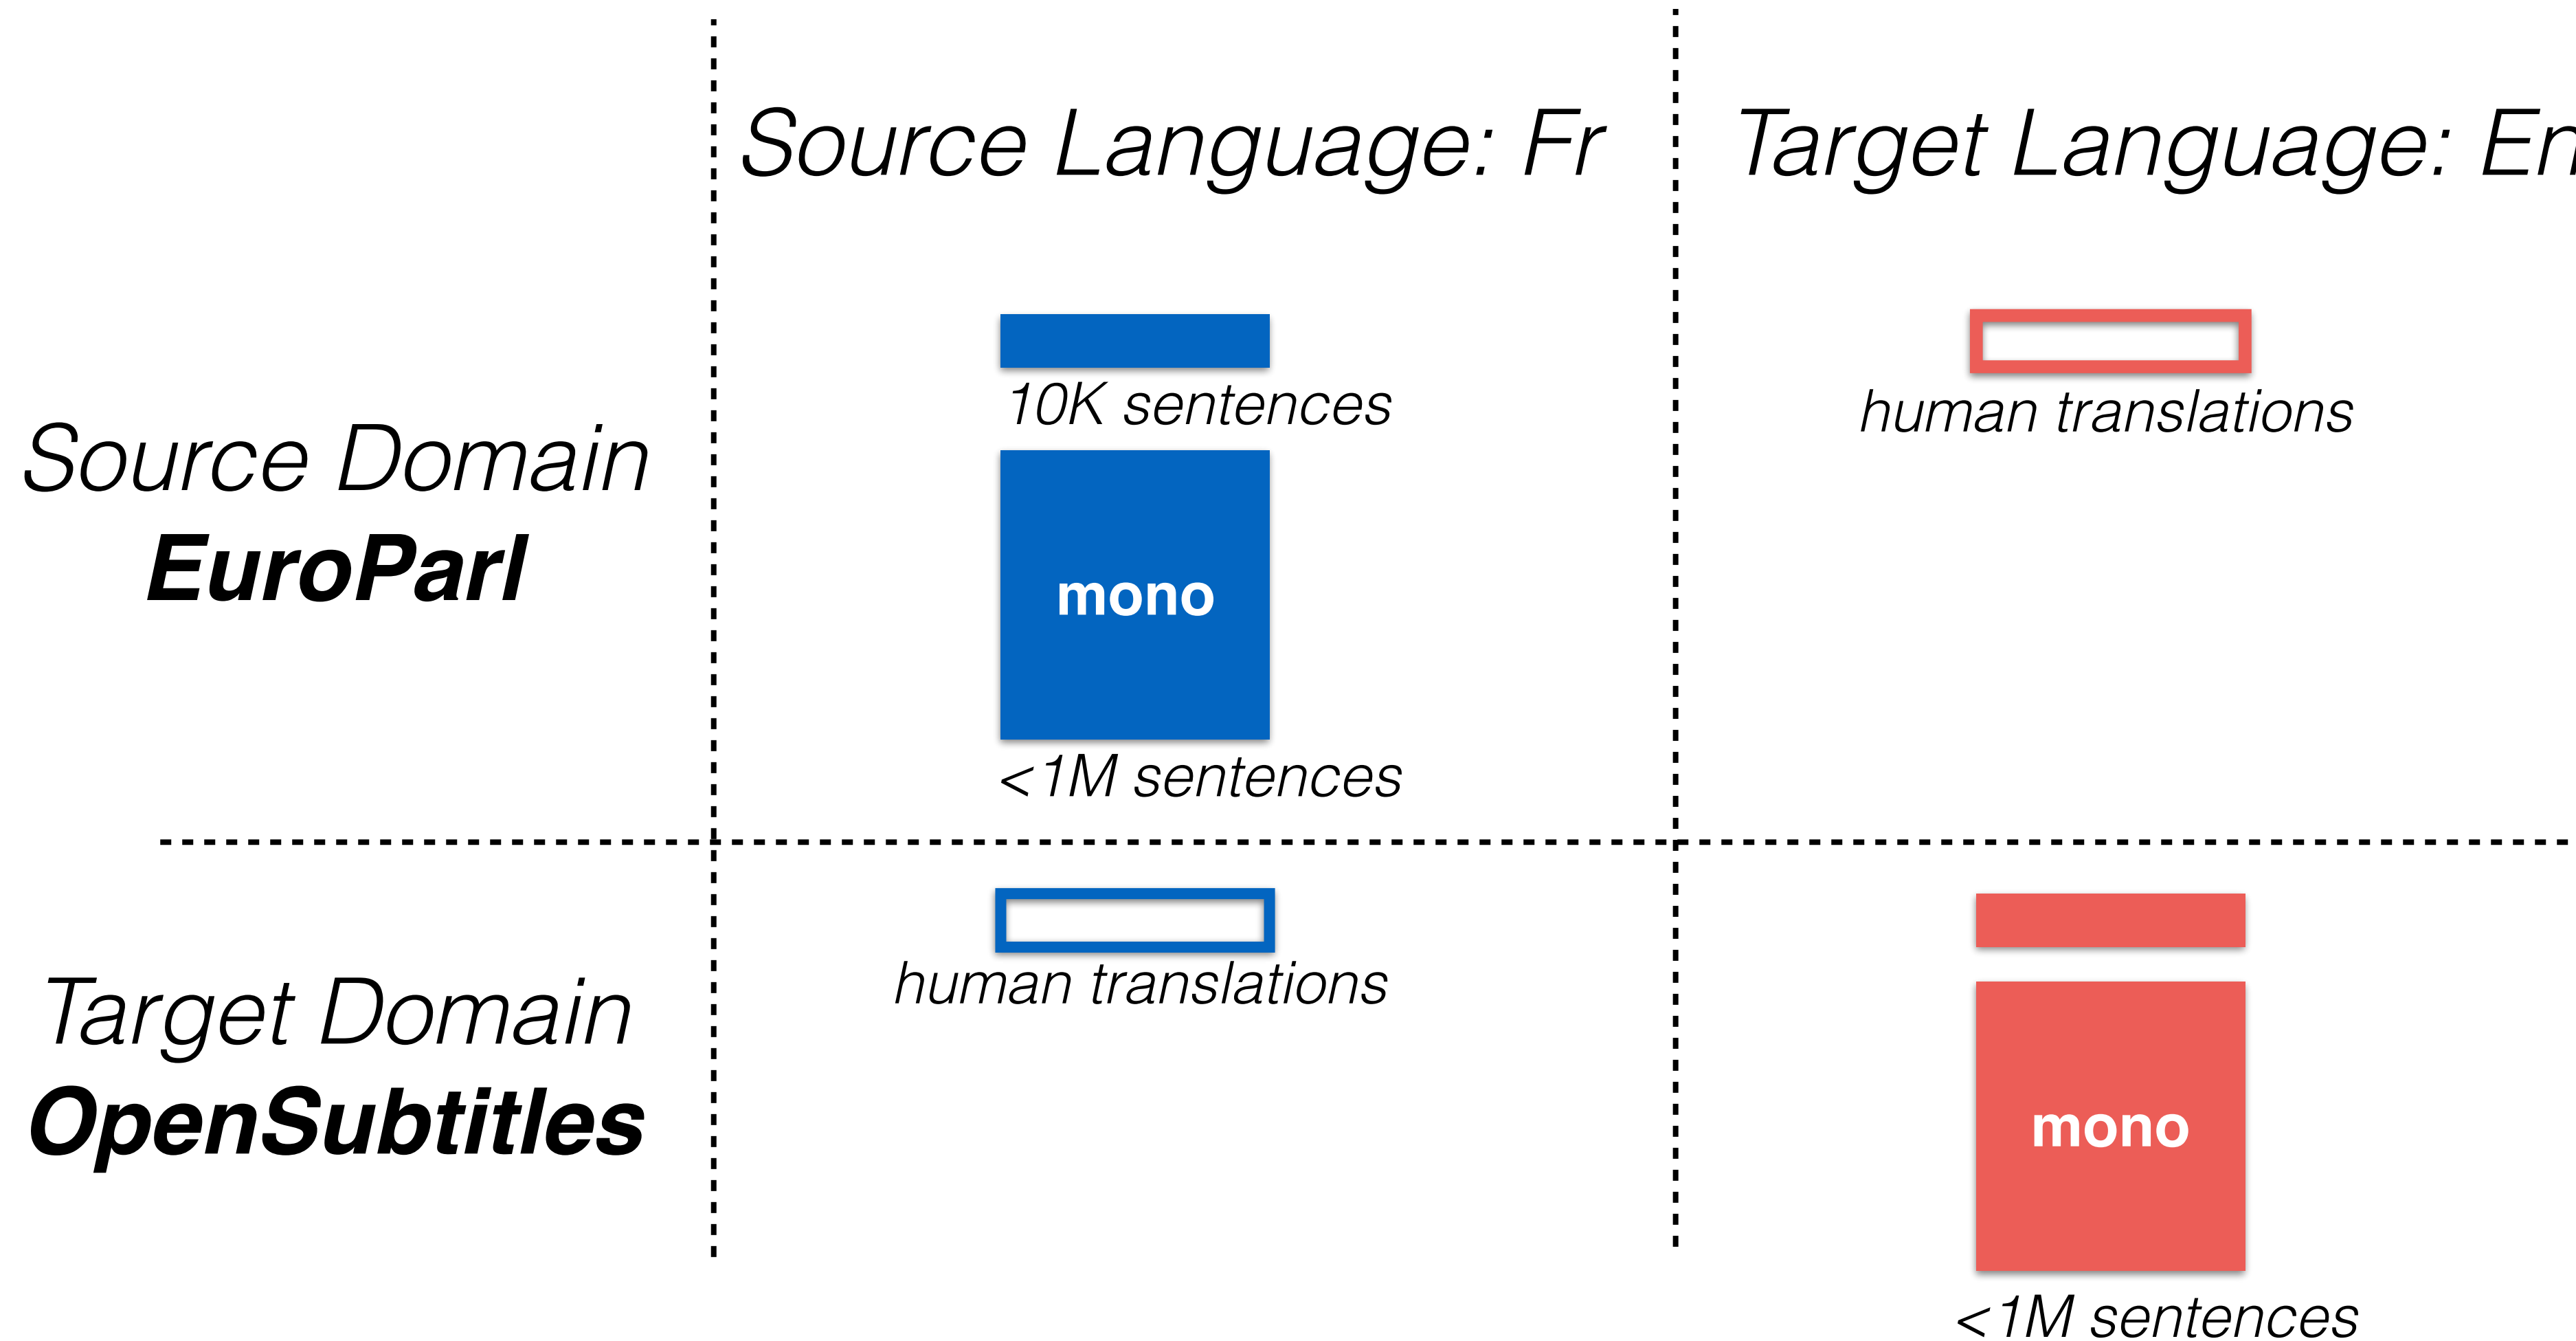 Source Language: Fr
Target Language: En
10K sentences
human translations
Source Domain
EuroParl
mono
<1M sentences
human translations
Target Domain
OpenSubtitles
mono
<1M sentences